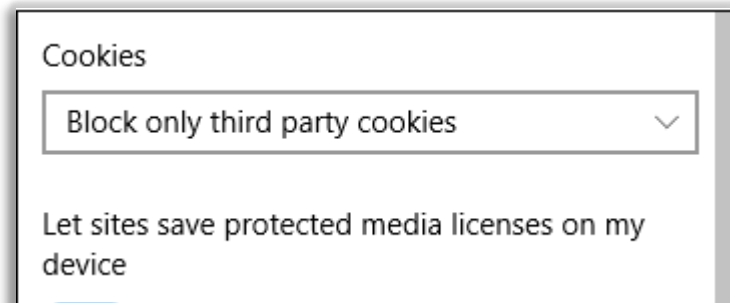 Cookies
Block only third party cookies
Let sites save protected media licenses on my
device